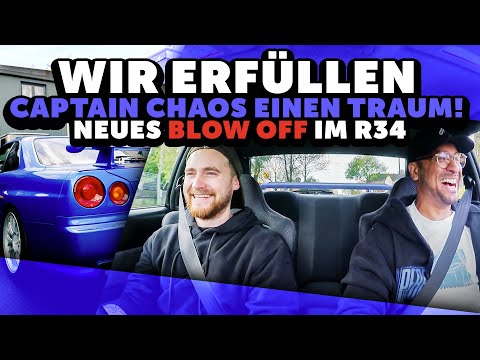 WIR ERFÜLLEN
CAPTAIN CHAOS EINEN TRAUM!
NEUES BLOW OFF IM R34